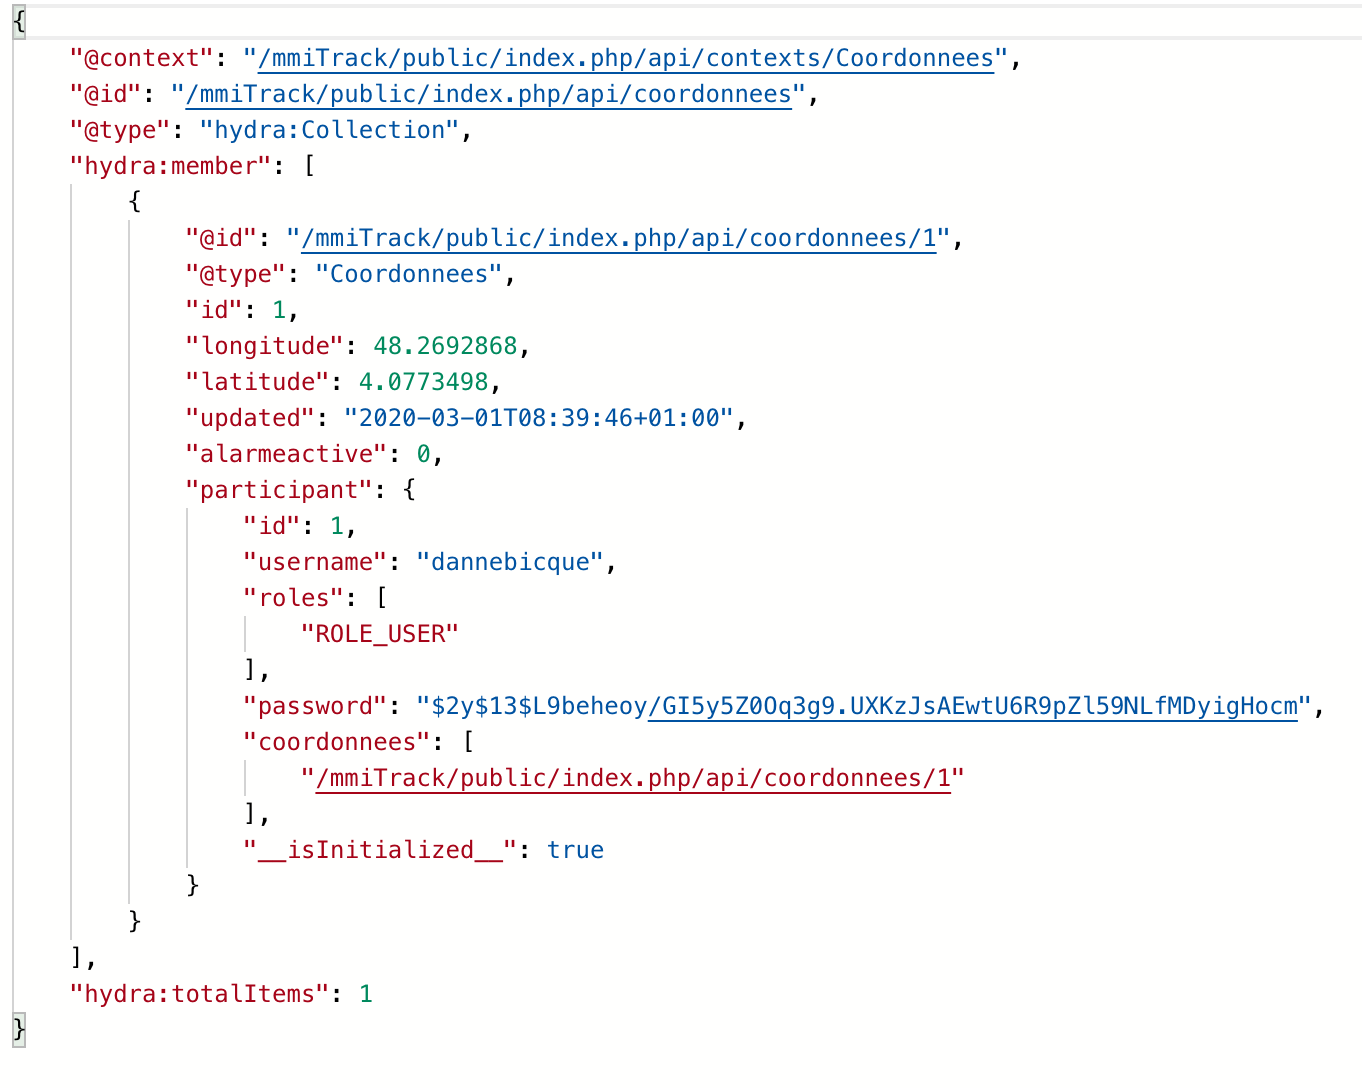 {
"@context": "/mmiTrack/public/index.php/api/contexts/Coordonnees",
"@id": "/mmiTrack/public/index.php/api/coordonnees",
"@type": "hydra:Collection",
"hydra:member": [
{
"@id": "/mmiTrack/public/index.php/api/coordonnees/1",
"@type": "Coordonnees",
"id": 1,
"longitude": 48.2692868,
"latitude": 4.0773498,
"updated": "2020-03-01T08:39:46+01:00",
"alarmeactive": 0,
"participant": {
"id": 1,
"username": "dannebicque",
"roles": [
"ROLE_USER"
],
"password": "$2y$13$L9beheoy/GI5y5Z0Oq3g9.UXKzJsAEwtU6R9pZl59NLfMDyigHocm",
"coordonnees": [
"/mmiTrack/public/index.php/api/coordonnees/1"
],
"__isInitialized__": true
}
}
],
"hydra:totalItems": 1
}